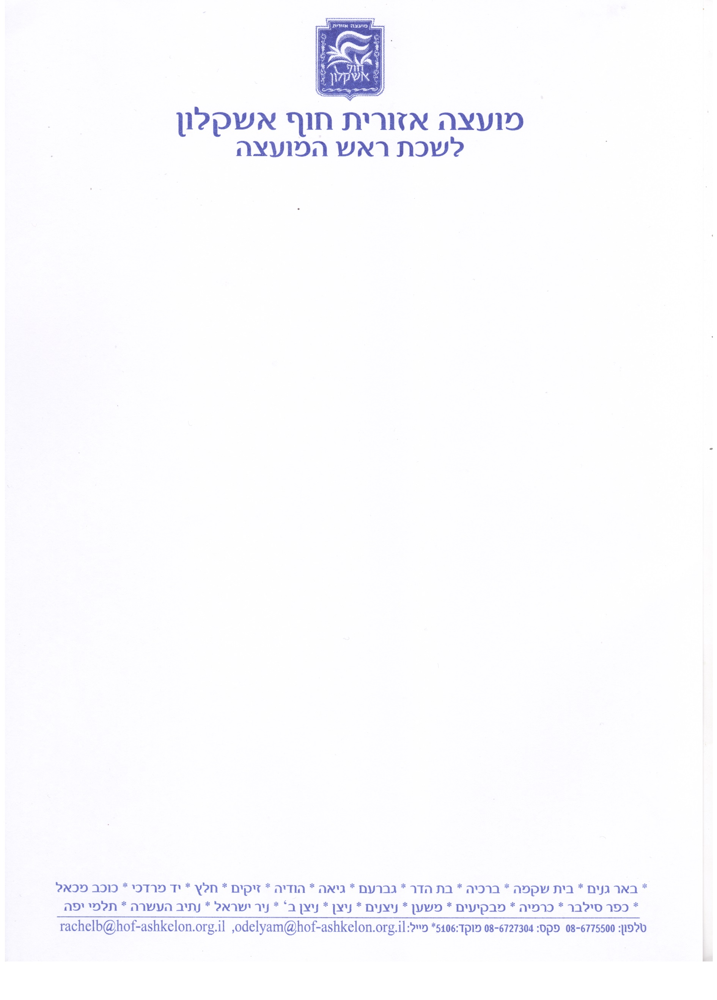 מועצה אזורית
חוף
אשקלון
מועצה אזורית חוף אשקלון
לשכת ראש המועצה
* באר גנים * בית שקמה * ברכיה * בת הדר * גברעם * גיאה * הודיה * זיקים * חלץ * יד מרדכי * כוכב מכאל
* כפר סילבר * כרמיה * מבקיעים * משען * ניצנים * ניצן * ניצן ב' * ניר ישראל * נתיב העשרה * תלמי יפה
טלפון: 08-6775500 פקס: 08-6727304 מוקד:5106* מייל:rachelb@hof-ashkelon.org.il ,odelyam@hof-ashkelon.org.il